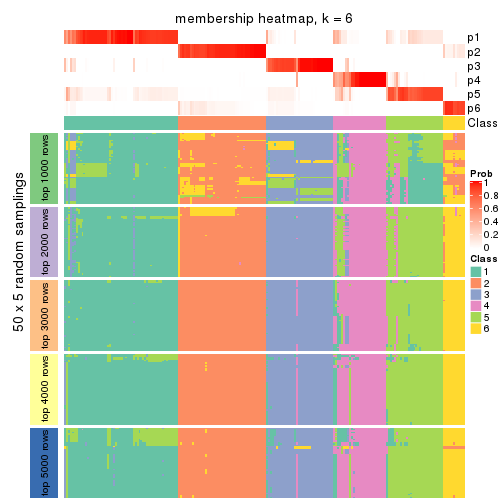 membership heatmap, k = 6
p1
p2
p3
p4
p5
p6
Class
50 x 5 random samplings
top 1000 rows
top 2000 rows
top 3000 rows
top 4000 rows
top 5000 rows
Prob
1
0.8
0.6
0.4
0.2
0
Class
1
2
3
4
5
6